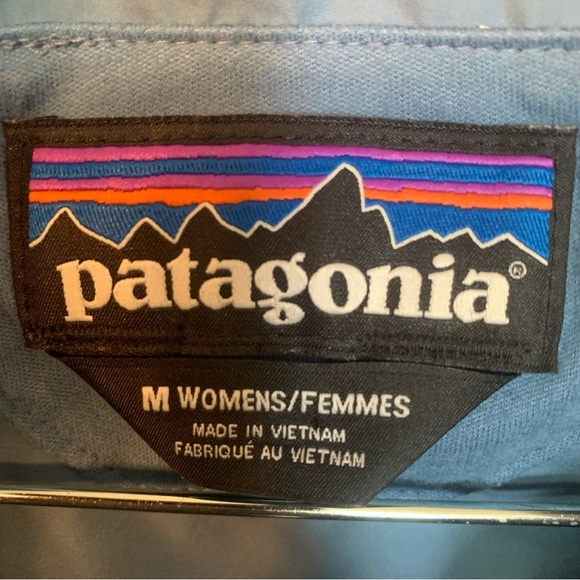 patagonia®
M WOMENS/FEMMES
MADE IN VIETNAM
FABRIQUÉ AU VIETNAM